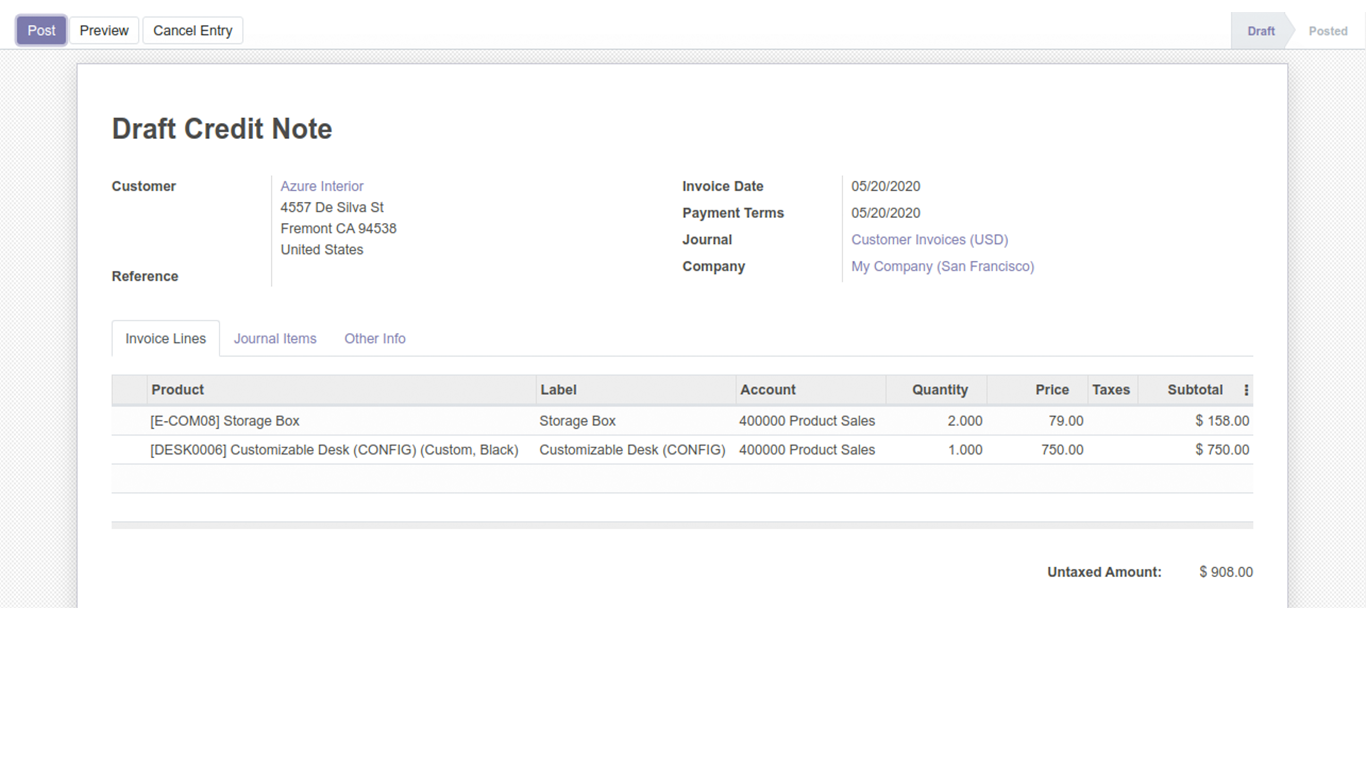 Post Preview Cancel Entry Draft Posted
Draft Credit Note
Customer Azure Interior Invoice Date 05/20/2020
4557 De Silva St Payment Terms 05/20/2020
Fremont CA 94538 Journal Customer Invoices (USD)
United States Company My Company (San Francisco)
Reference
Invoice Lines Journal Items Other Info
Product Label Account Quantity Price Taxes Subtotal
[E-COM08] Storage Box Storage Box 400000 Product Sales 2.000 79.00 $ 158.00
[DESK0006] Customizable Desk (CONFIG) (Custom, Black) Customizable Desk (CONFIG) 400000 Product Sales 1.000 750.00 $ 750.00
Untaxed Amount: $ 908.00